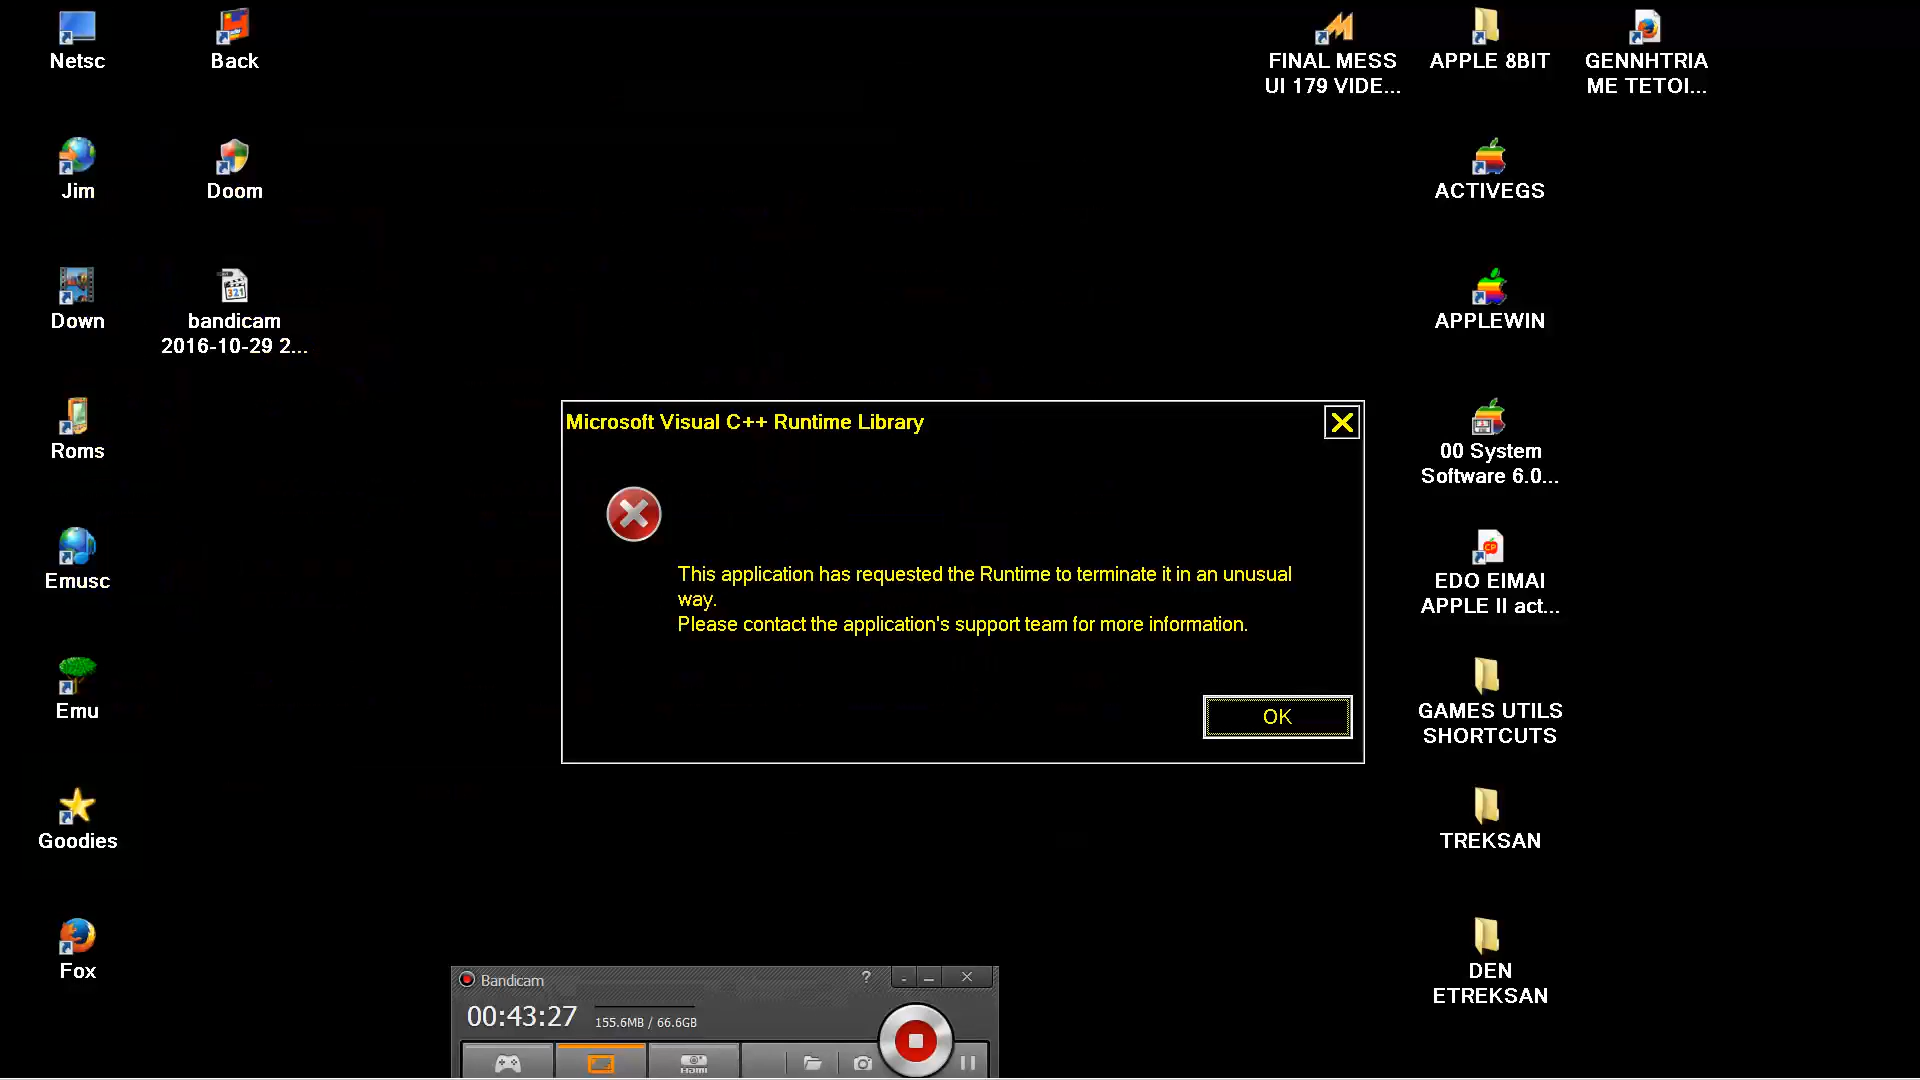 Netsc
Back
FINAL MESS
UI 179 VIDE...
APPLE 8BIT
GENNHTRIA
ME TETOI...
Jim
Doom
ACTIVEGS
Down
bandicam
2016-10-29 2...
APPLEWIN
Microsoft Visual C++ Runtime Library
Roms
00 System
Software 6.0...
This application has requested the Runtime to terminate it in an unusual
way.
Please contact the application's support team for more information.
Emusc
EDO EIMAI
APPLE II act...
Emu
GAMES UTILS
SHORTCUTS
OK
Goodies
TREKSAN
Fox
DEN
ETREKSAN
Bandicam
?
00:43:27
155.6MB / 66.6GB
HDMI